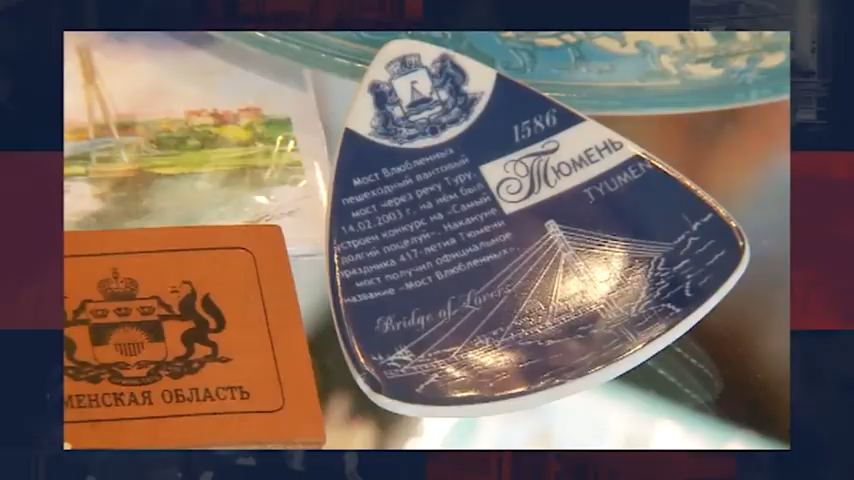 1586
Тюмень
TYUMEN
Мост Влюбленных
пешеходный вантовый
мост через реку Туру.
14.02.2003 г. на нём был
устроен конкурс на «Самый
долгий поцелуй». Накануне
праздника 417-летия Тюмени
мост получил официальное
название «Мост Влюбленных».
Bridge of Lovers
МЕНСКАЯ ОБЛАСТЬ